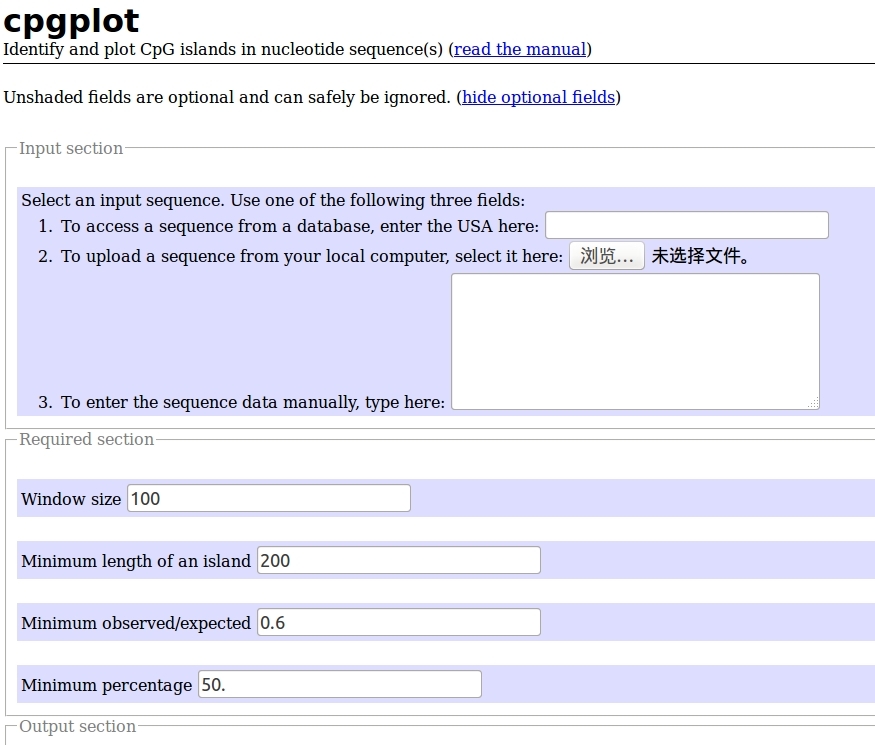 cpgplot
Identify and plot CpG islands in nucleotide sequence(s) (read the manual)
Unshaded fields are optional and can safely be ignored. (hide optional fields)
Input section
Select an input sequence. Use one of the following three fields:
1. To access a sequence from a database, enter the USA here:
2. To upload a sequence from your local computer, select it here: 浏览... 未选择文件。
3. To enter the sequence data manually, type here:
Required section
Window size 100
Minimum length of an island 200
Minimum observed/expected 0.6
Minimum percentage 50.
Output section